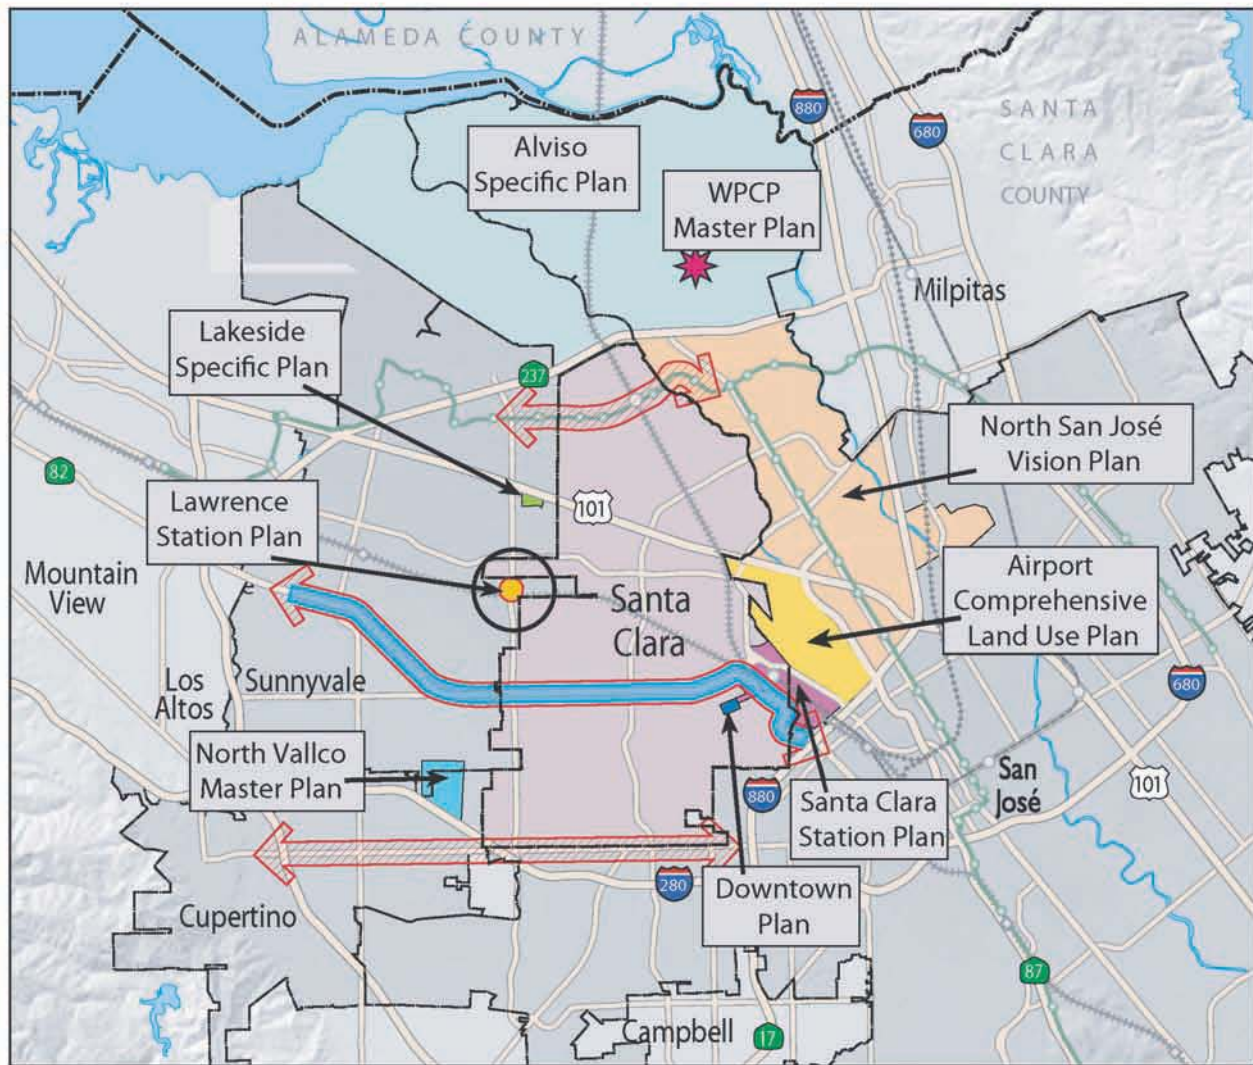 ALAMEDA COUNTY
880
680
SANTA
CLARA
COUNTY
Alviso
Specific Plan
WPCP
Master Plan
Milpitas
Lakeside
Specific Plan
237
North San José
Vision Plan
82
101
Lawrence
Station Plan
Mountain
View
Airport
Comprehensive
Land Use Plan
Santa
Clara
Los
Altos
Sunnyvale
680
North Vallco
Master Plan
880
San
José
101
Santa Clara
Station Plan
280
Downtown
Plan
Cupertino
87
Campbell
17